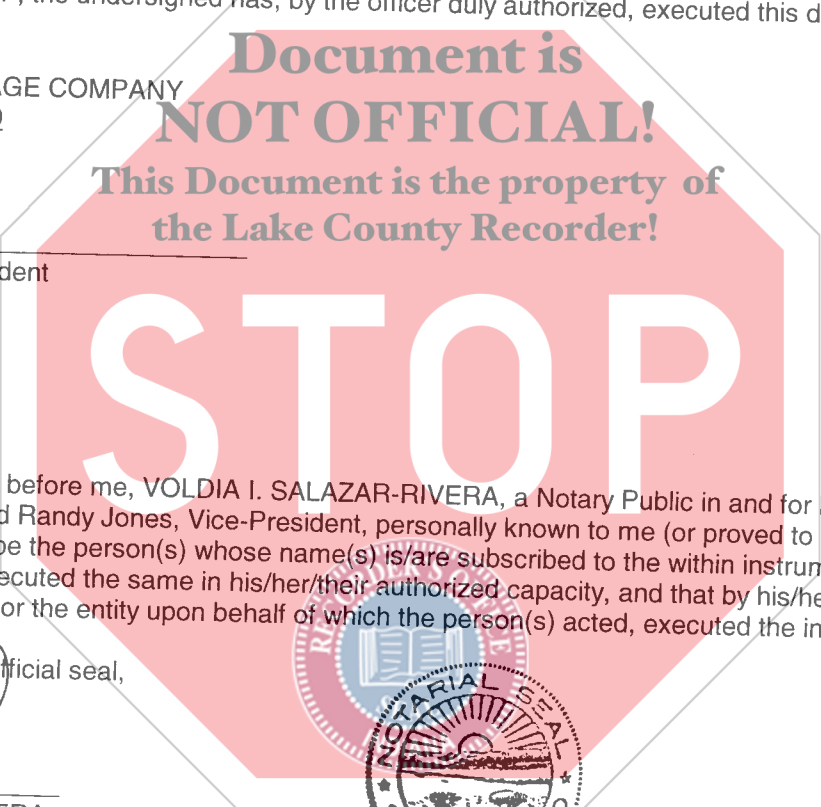 the undersigned has, by the officer duly authorized, executed this d
Document is
AGE COMPANY
NOT OFFICIAL!
This Document is the property of
the Lake County Recorder!
dent
STOP
before me, VOLDIA I. SALAZAR-RIVERA, a Notary Public in and for
d Randy Jones, Vice-President, personally known to me (or proved to
be the person(s) whose name(s) is/are subscribed to the within instrum
ecuted the same in his/her/their authorized capacity, and that by his/he
or the entity upon behalf of which the person(s) acted, executed the in
RECORDER'S OFFICE
SEAL
INDIANA
fficial seal,
NOTARIAL SEAL